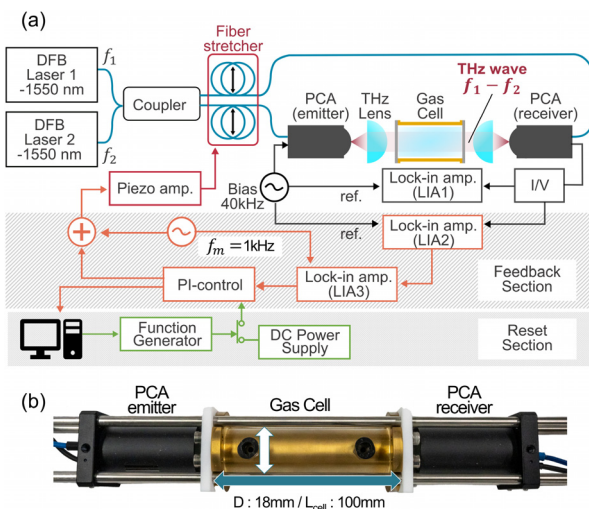 (a)
Fiber
stretcher
DFB
Laser 1
-1550 nm
f1
DFB
Laser 2
-1550 nm
f2
Coupler
THz wave
f1 − f2
PCA
(emitter)
THz
Lens
Gas
Cell
PCA
(receiver)
Piezo amp.
Bias
40kHz
ref.
Lock-in amp.
(LIA1)
I/V
ref.
Lock-in amp.
(LIA2)
fm = 1kHz
PI-control
Lock-in amp.
(LIA3)
Feedback
Section
Function
Generator
DC Power
Supply
Reset
Section
(b)
PCA
emitter
Gas Cell
PCA
receiver
D : 18mm / Lcell : 100mm